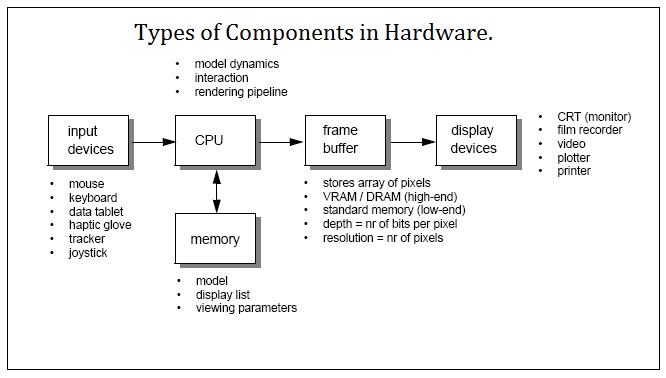 Types of Components in Hardware.
• model dynamics
• interaction
• rendering pipeline
input
devices
CPU
frame
buffer
display
devices
• CRT (monitor)
• film recorder
• video
• plotter
• printer
• mouse
• keyboard
• data tablet
• haptic glove
• tracker
• joystick
memory
• stores array of pixels
• VRAM / DRAM (high-end)
• standard memory (low-end)
• depth = nr of bits per pixel
• resolution = nr of pixels
• model
• display list
• viewing parameters